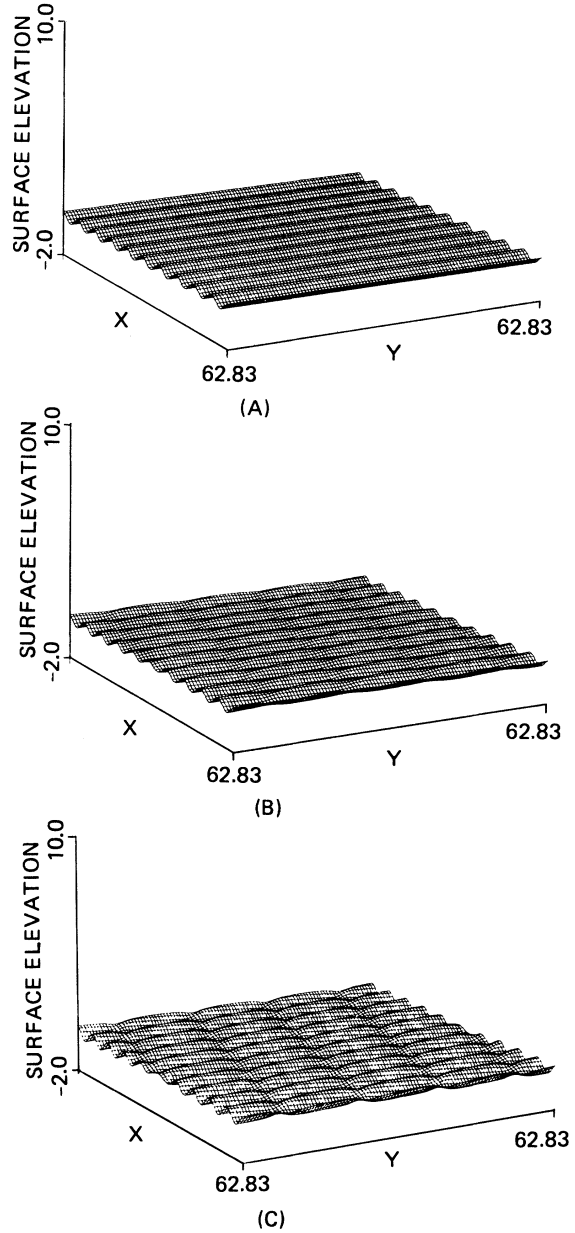 10.0
SURFACE ELEVATION
-2.0
X
62.83
Y
62.83
(A)
10.0
SURFACE ELEVATION
-2.0
X
62.83
Y
62.83
(B)
10.0
SURFACE ELEVATION
-2.0
X
62.83
Y
62.83
(C)